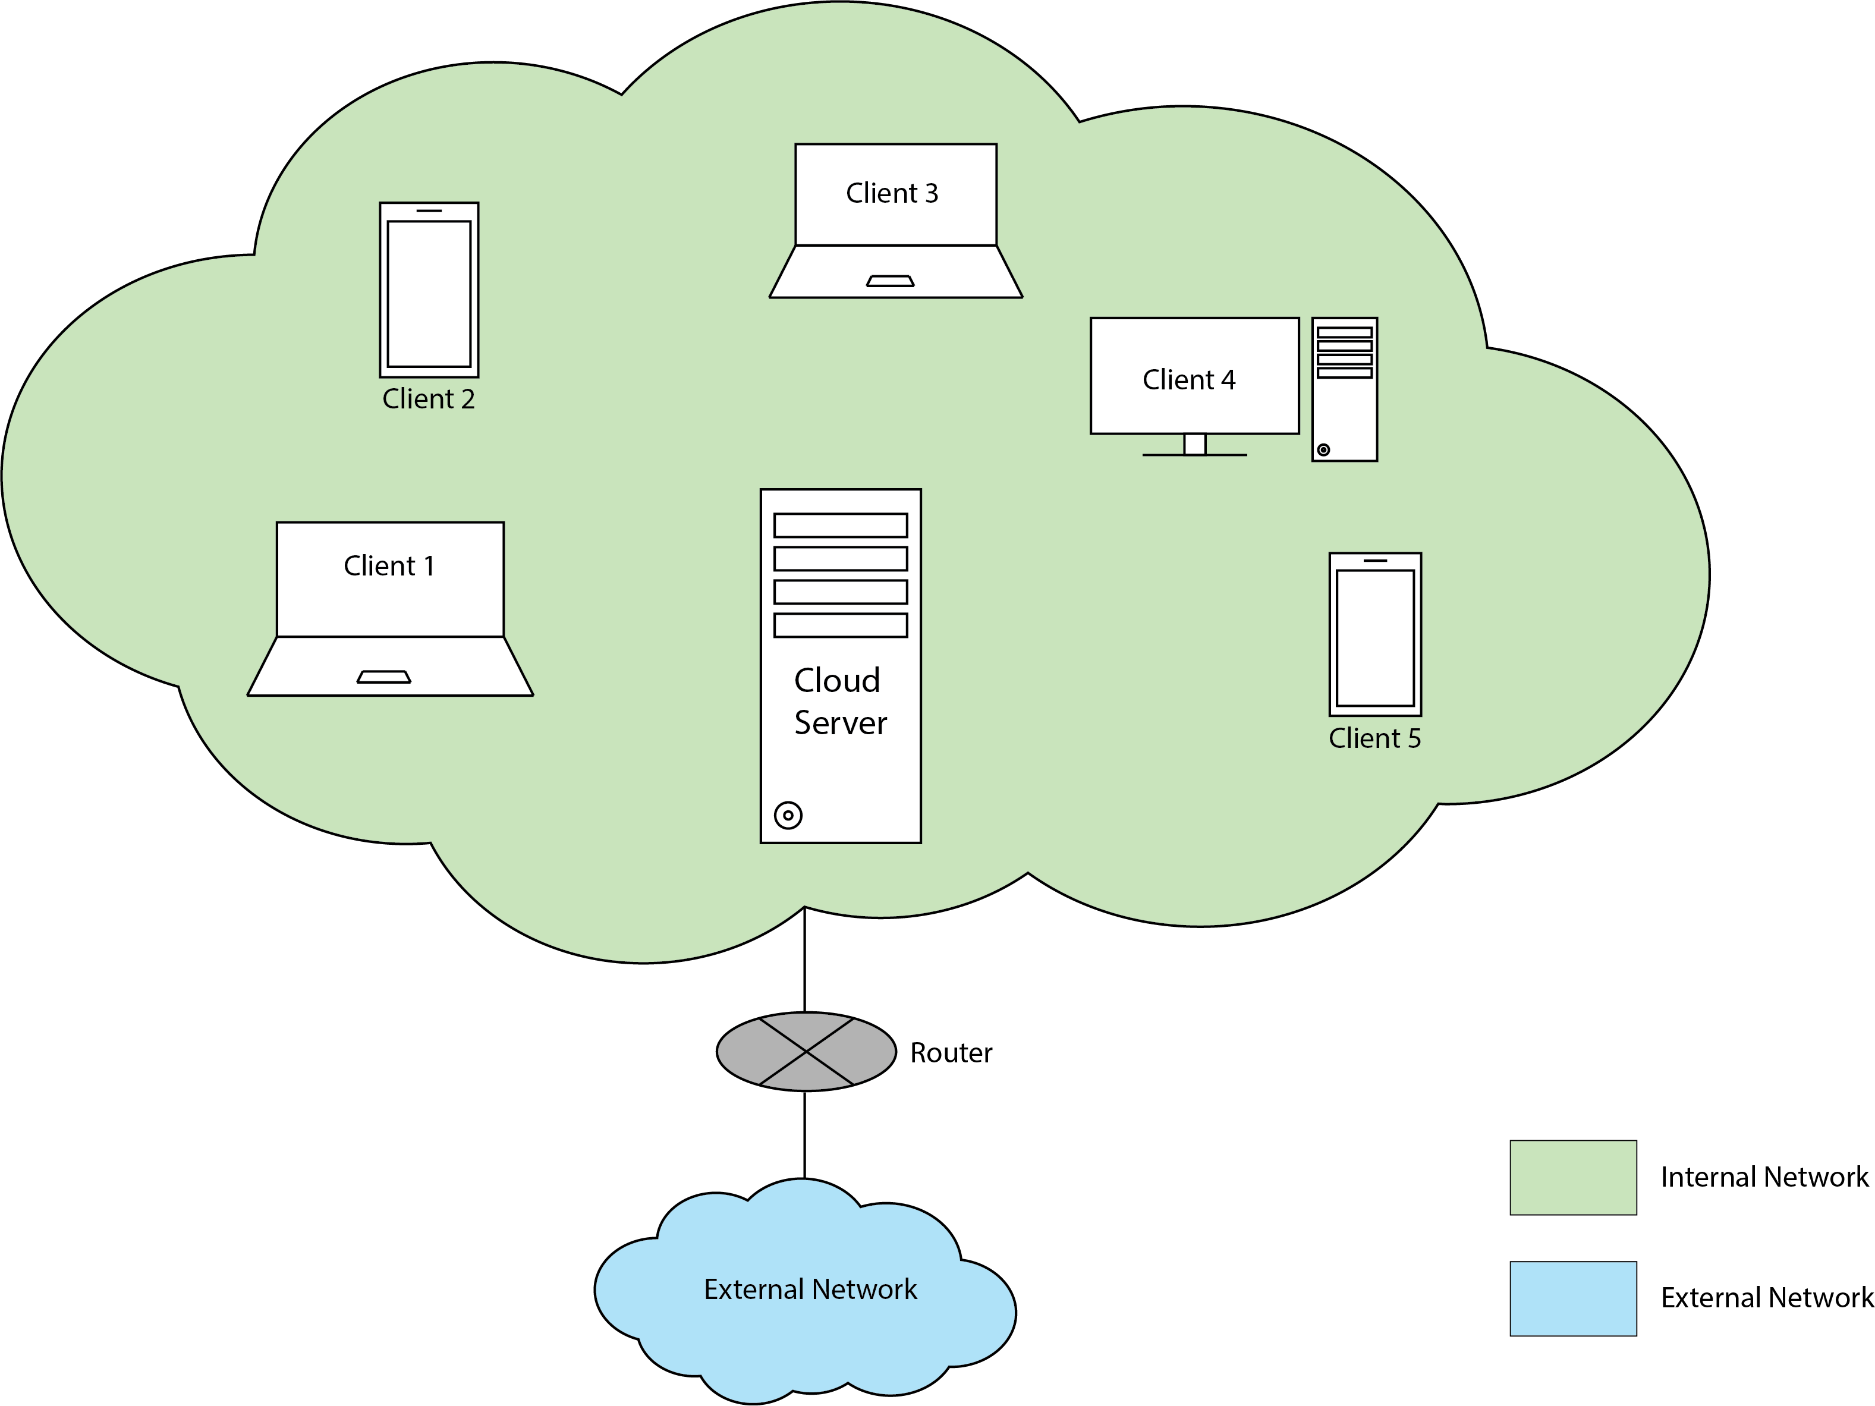 Client 3
Client 2
Client 4
Client 1
Cloud
Server
Client 5
Router
External Network
Internal Network
External Network